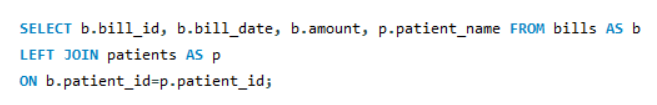 SELECT b.bill_id, b.bill_date, b.amount, p.patient_name FROM bills AS b
LEFT JOIN patients AS p
ON b.patient_id=p.patient_id;